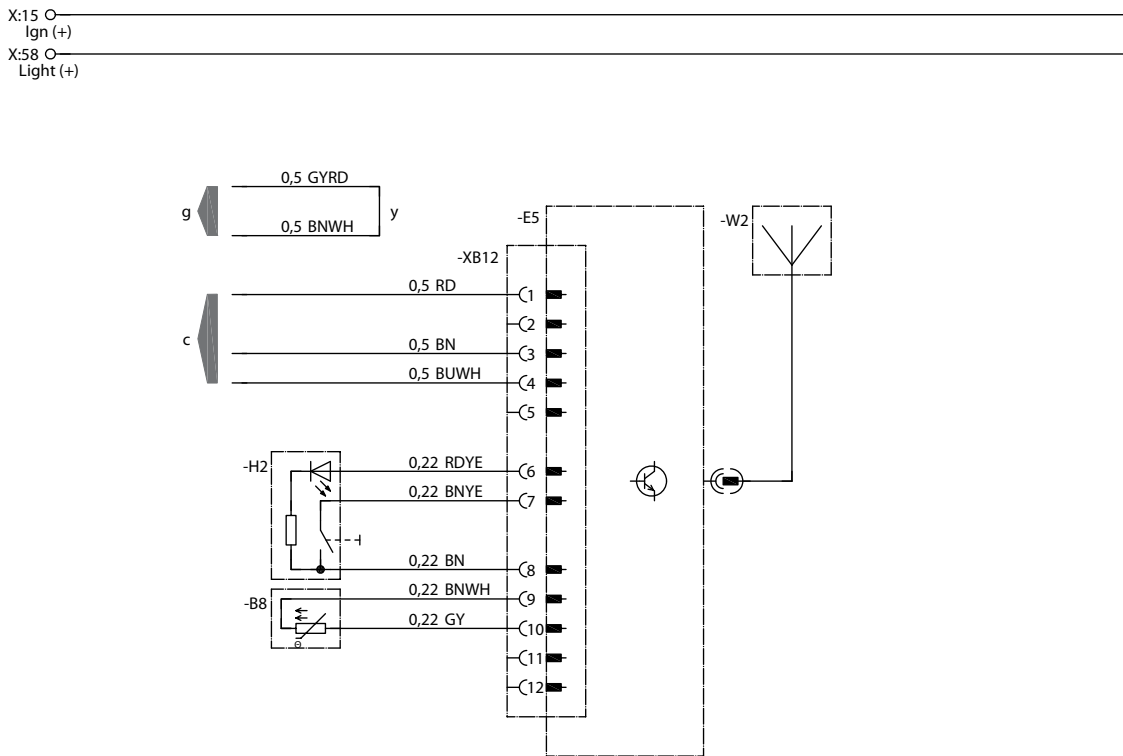 X:15
Ign (+)
X:58
Light (+)
0,5 GYRD
g
y
0,5 BNWH
-E5
-W2
-XB12
0,5 RD
1
2
c
0,5 BN
3
0,5 BUWH
4
5
-H2
0,22 RDYE
6
0,22 BNYE
7
0,22 BN
8
-B8
0,22 BNWH
9
0,22 GY
10
Θ
11
12